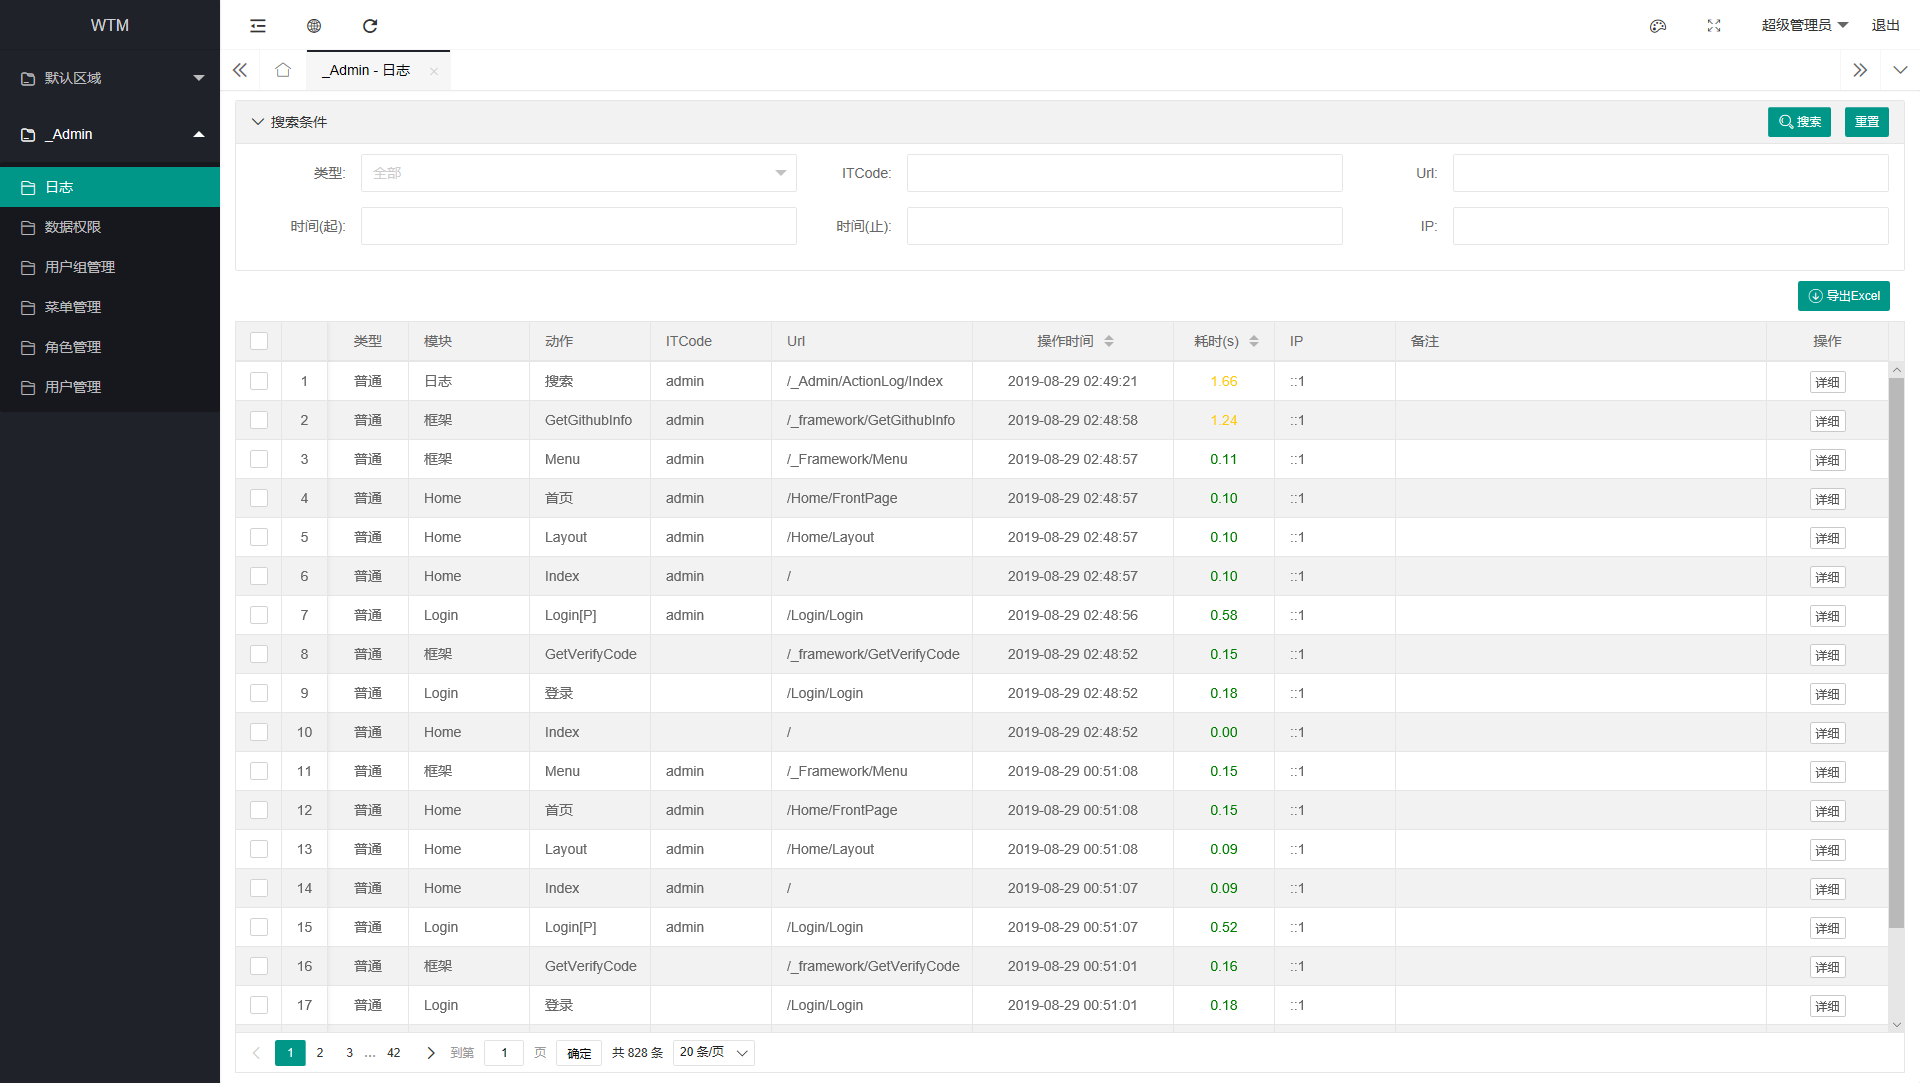 WTM
超级管理员
退出
默认区域
_Admin
日志
数据权限
用户组管理
菜单管理
角色管理
用户管理
_Admin - 日志
搜索条件
搜索
重置
类型: 全部
ITCode:
Url:
时间(起):
时间(止):
IP:
导出Excel
类型 模块 动作 ITCode Url 操作时间 耗时(s) IP 备注 操作
1 普通 日志 搜索 admin /_Admin/ActionLog/Index 2019-08-29 02:49:21 1.66 ::1 详细
2 普通 框架 GetGithubInfo admin /_framework/GetGithubInfo 2019-08-29 02:48:58 1.24 ::1 详细
3 普通 框架 Menu admin /_Framework/Menu 2019-08-29 02:48:57 0.11 ::1 详细
4 普通 Home 首页 admin /Home/FrontPage 2019-08-29 02:48:57 0.10 ::1 详细
5 普通 Home Layout admin /Home/Layout 2019-08-29 02:48:57 0.10 ::1 详细
6 普通 Home Index admin / 2019-08-29 02:48:57 0.10 ::1 详细
7 普通 Login Login[P] admin /Login/Login 2019-08-29 02:48:56 0.58 ::1 详细
8 普通 框架 GetVerifyCode /_framework/GetVerifyCode 2019-08-29 02:48:52 0.15 ::1 详细
9 普通 Login 登录 /Login/Login 2019-08-29 02:48:52 0.18 ::1 详细
10 普通 Home Index / 2019-08-29 02:48:52 0.00 ::1 详细
11 普通 框架 Menu admin /_Framework/Menu 2019-08-29 00:51:08 0.15 ::1 详细
12 普通 Home 首页 admin /Home/FrontPage 2019-08-29 00:51:08 0.15 ::1 详细
13 普通 Home Layout admin /Home/Layout 2019-08-29 00:51:08 0.09 ::1 详细
14 普通 Home Index admin / 2019-08-29 00:51:07 0.09 ::1 详细
15 普通 Login Login[P] admin /Login/Login 2019-08-29 00:51:07 0.52 ::1 详细
16 普通 框架 GetVerifyCode /_framework/GetVerifyCode 2019-08-29 00:51:01 0.16 ::1 详细
17 普通 Login 登录 /Login/Login 2019-08-29 00:51:01 0.18 ::1 详细
1 2 3 … 42 到第 1 页 确定 共 828 条 20 条/页